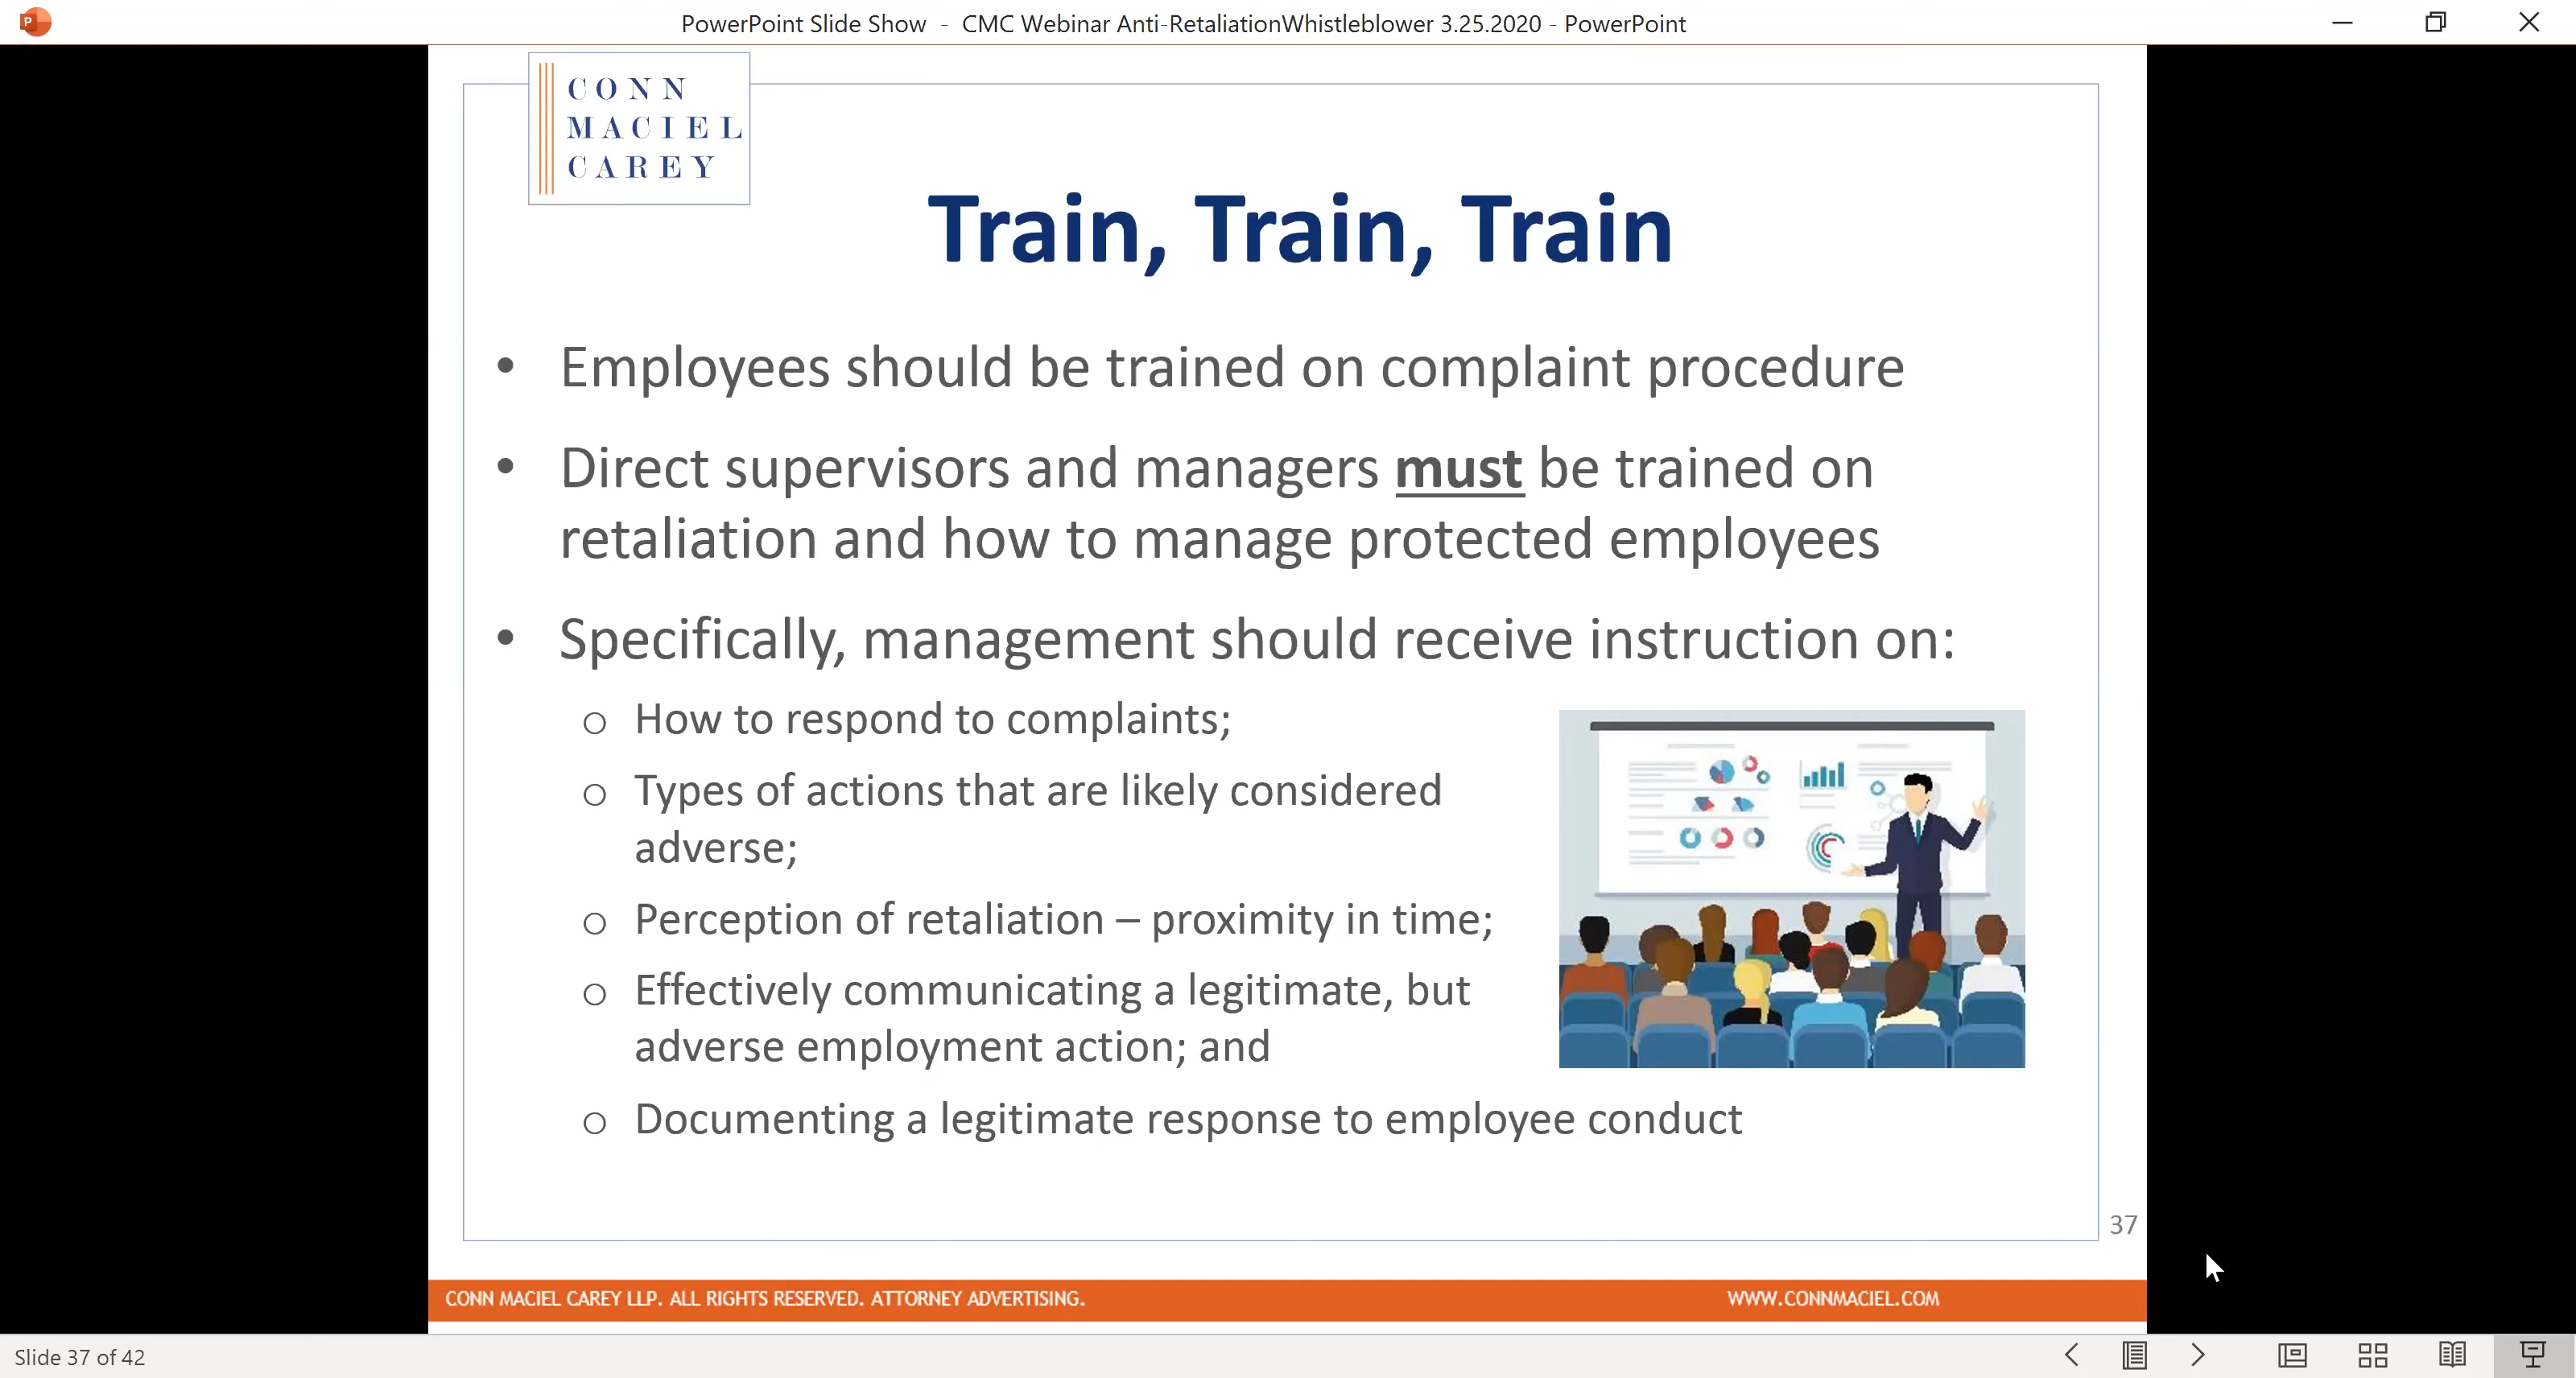 PowerPoint Slide Show - CMC Webinar Anti-RetaliationWhistleblower 3.25.2020 - PowerPoint
CONN
MACIEL
CAREY
Train, Train, Train
• Employees should be trained on complaint procedure
• Direct supervisors and managers must be trained on
retaliation and how to manage protected employees
• Specifically, management should receive instruction on:
o How to respond to complaints;
o Types of actions that are likely considered
adverse;
o Perception of retaliation – proximity in time;
o Effectively communicating a legitimate, but
adverse employment action; and
o Documenting a legitimate response to employee conduct
37
CONN MACIEL CAREY LLP. ALL RIGHTS RESERVED. ATTORNEY ADVERTISING.
WWW.CONNMACIEL.COM
Slide 37 of 42